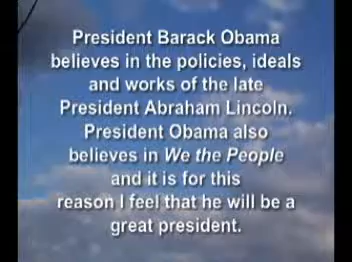 President Barack Obama
believes in the policies, ideals
and works of the late
President Abraham Lincoln.
President Obama also
believes in We the People
and it is for this
reason I feel that he will be a
great president.